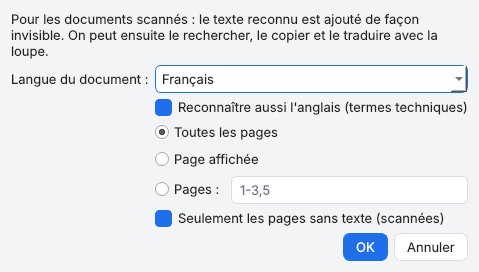 Pour les documents scannés : le texte reconnu est ajouté de façon
invisible. On peut ensuite le rechercher, le copier et le traduire avec la
loupe.
Langue du document : Français
Reconnaître aussi l'anglais (termes techniques)
Toutes les pages
Page affichée
Pages : 1-3,5
Seulement les pages sans texte (scannées)
OK Annuler